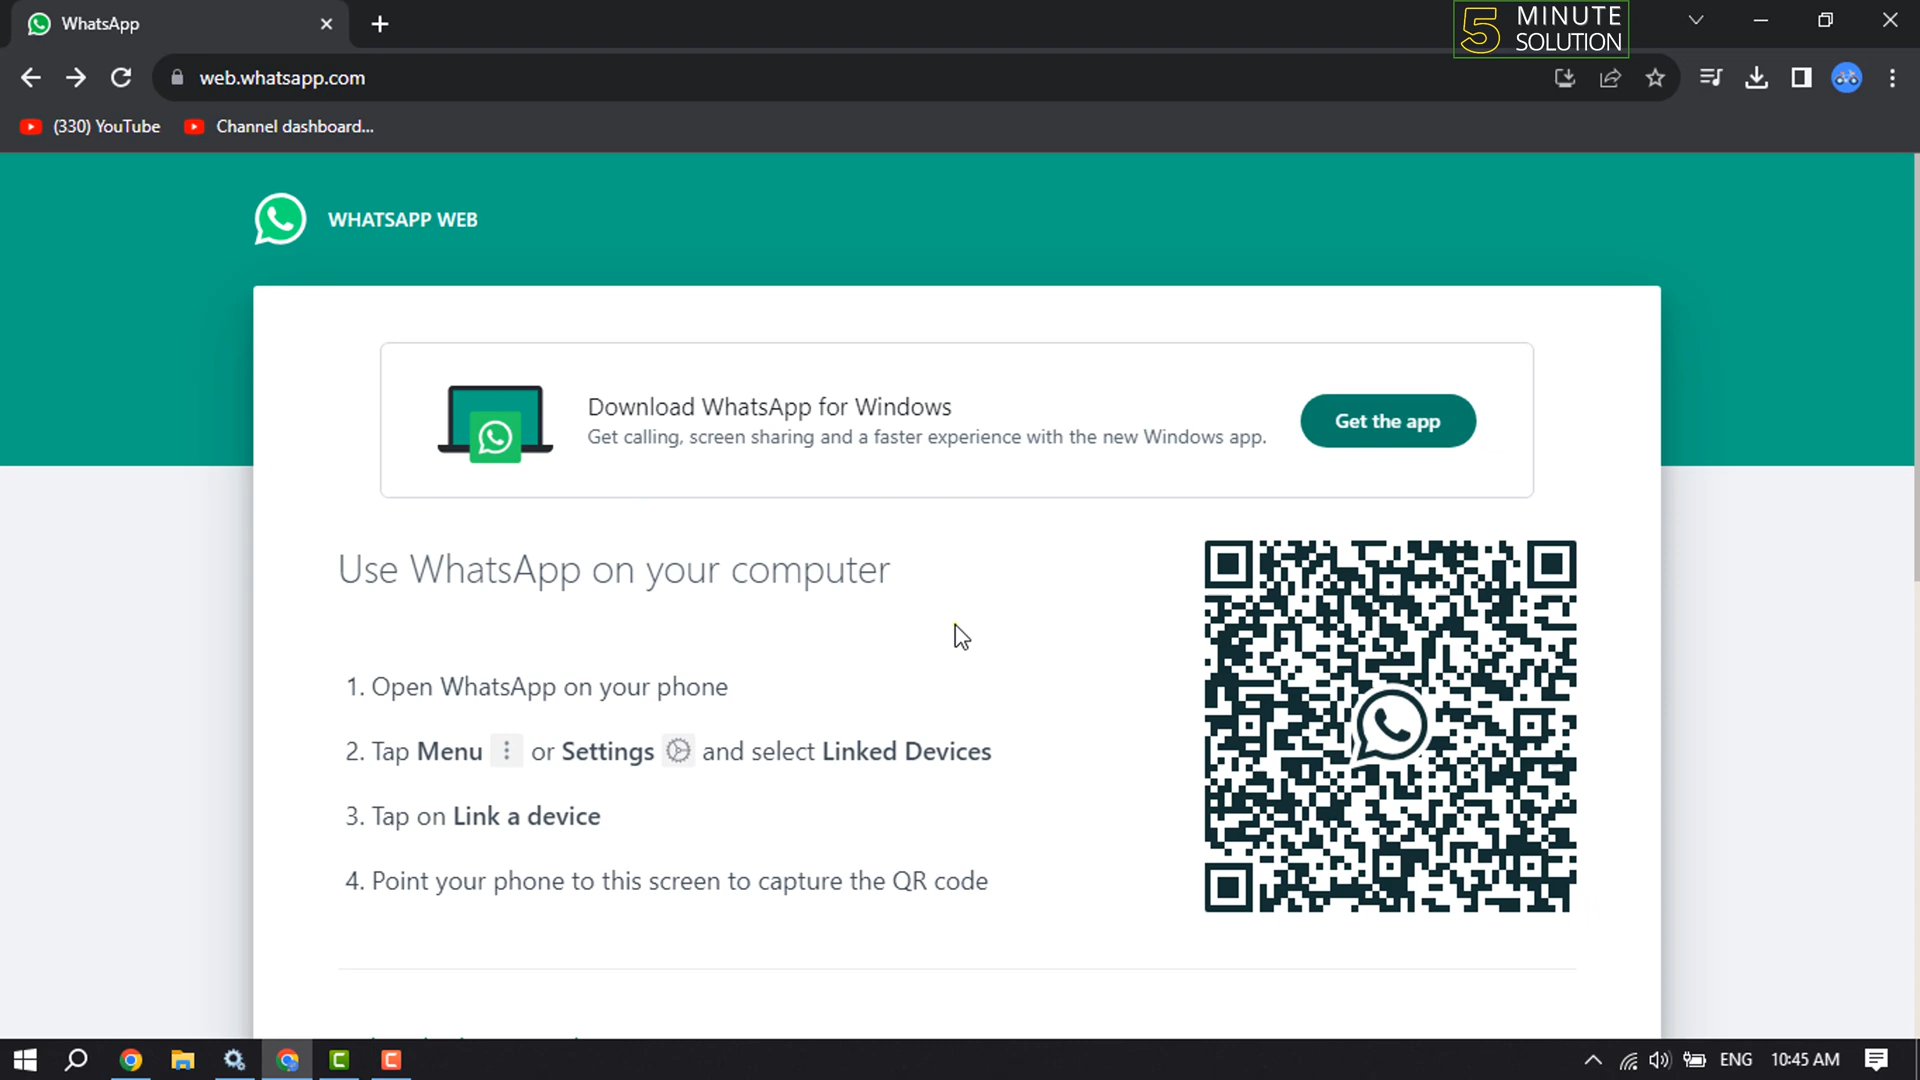 WhatsApp
5 MINUTE
SOLUTION
web.whatsapp.com
(330) YouTube
Channel dashboard...
WHATSAPP WEB
Download WhatsApp for Windows
Get calling, screen sharing and a faster experience with the new Windows app.
Get the app
Use WhatsApp on your computer
1. Open WhatsApp on your phone
2. Tap Menu or Settings and select Linked Devices
3. Tap on Link a device
4. Point your phone to this screen to capture the QR code
ENG 10:45 AM